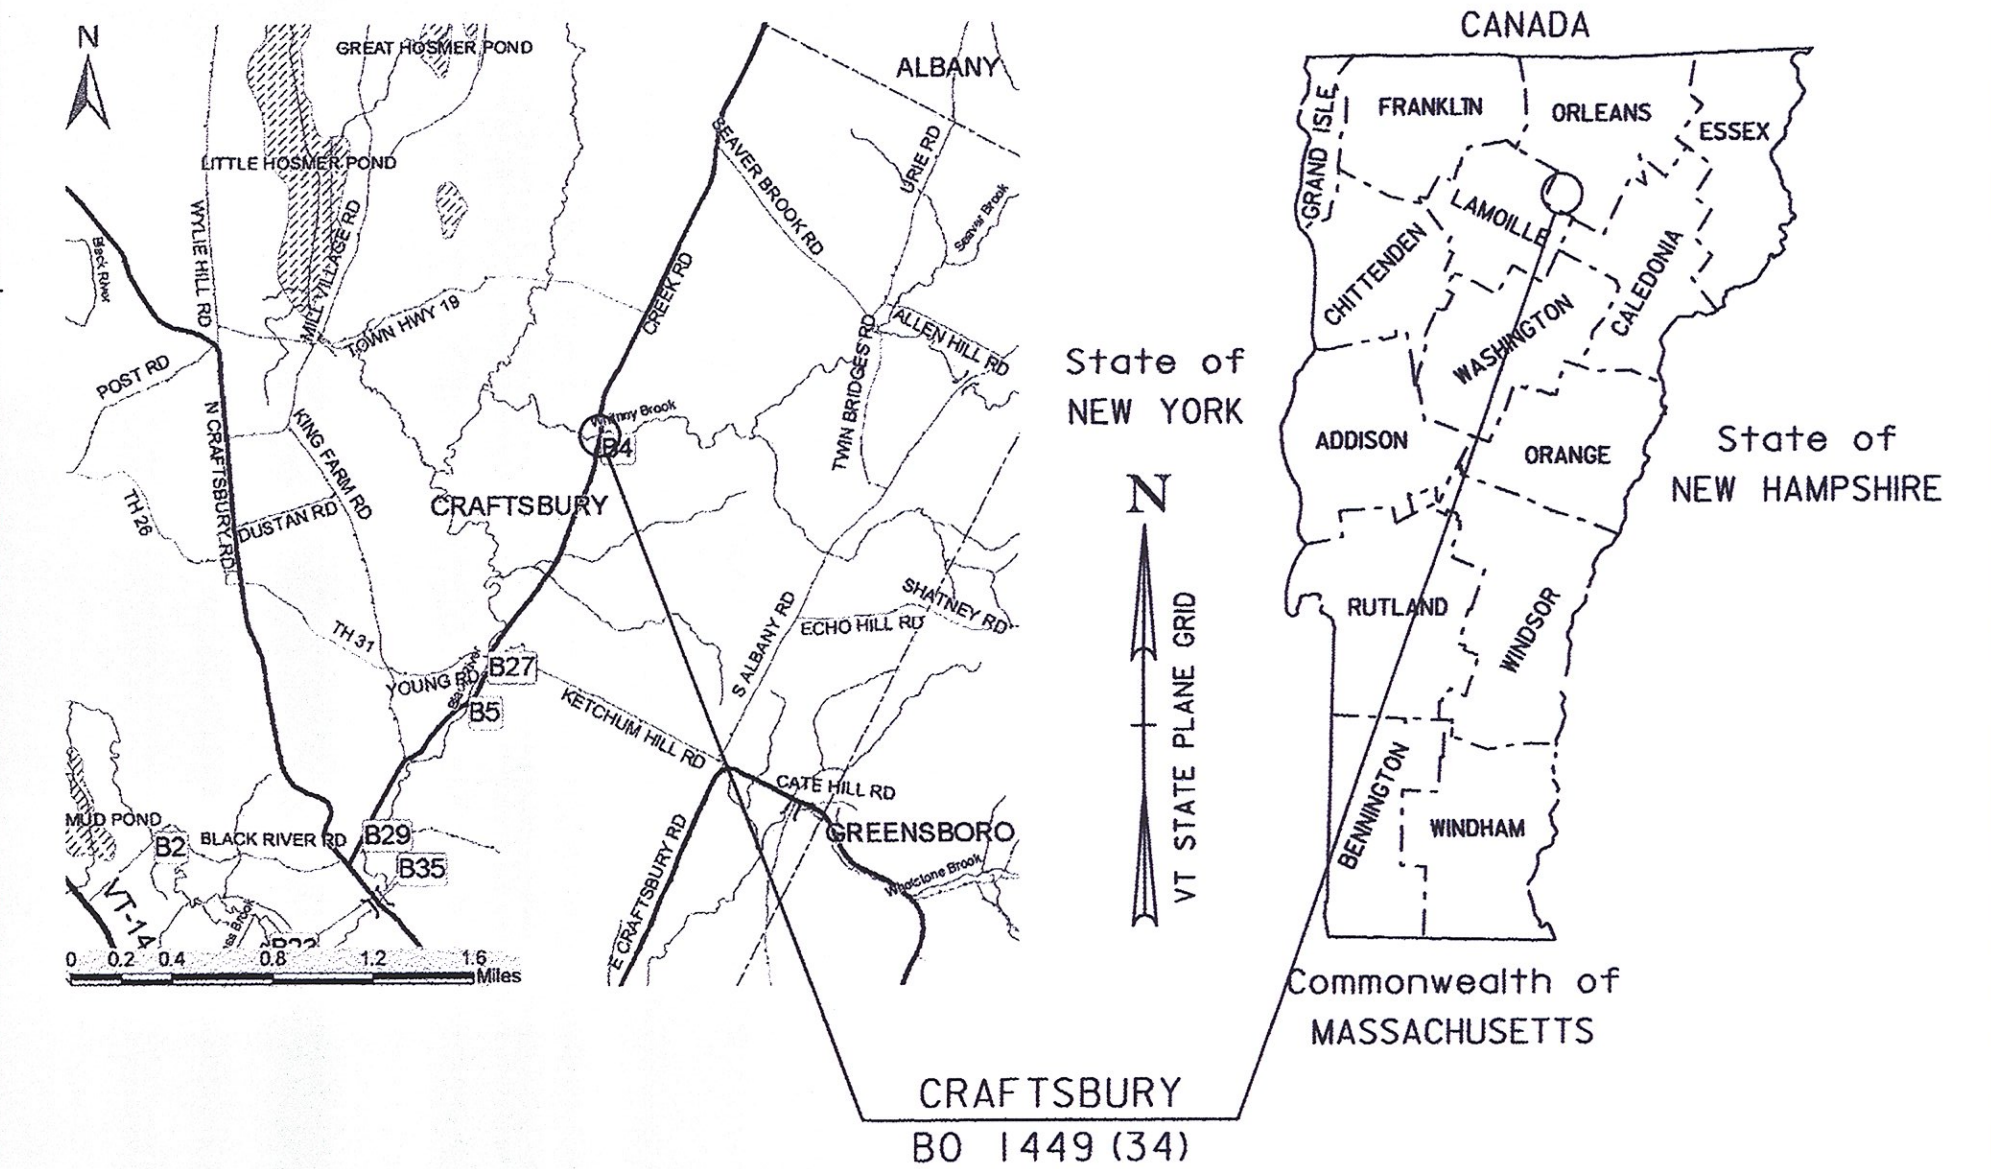 N
GREAT HOSMER POND
ALBANY
LITTLE HOSMER POND
SEAVER BROOK RD
URIE RD
Seaver Brook
Black River
WYLIE HILL RD
MILL VILLAGE RD
CREEK RD
TOWN HWY 19
ALLEN HILL RD
TWIN BRIDGES RD
POST RD
N CRAFTSBURY RD
KING FARM RD
Whitney Brook
B4
CRAFTSBURY
TH 26
DUSTAN RD
S ALBANY RD
ECHO HILL RD
SHATNEY RD
TH 31
YOUNG RD
B27
B5
KETCHUM HILL RD
CATE HILL RD
GREENSBORO
Whetstone Brook
E CRAFTSBURY RD
MUD POND
B2
BLACK RIVER RD
B29
B35
VT-14
0 0.2 0.4 0.8 1.2 1.6
Miles
CANADA
GRAND ISLE
FRANKLIN
ORLEANS
ESSEX
LAMOILLE
CHITTENDEN
CALEDONIA
WASHINGTON
State of
NEW YORK
ADDISON
ORANGE
State of
NEW HAMPSHIRE
N
VT STATE PLANE GRID
RUTLAND
WINDSOR
BENNINGTON
WINDHAM
Commonwealth of
MASSACHUSETTS
CRAFTSBURY
BO 1449 (34)